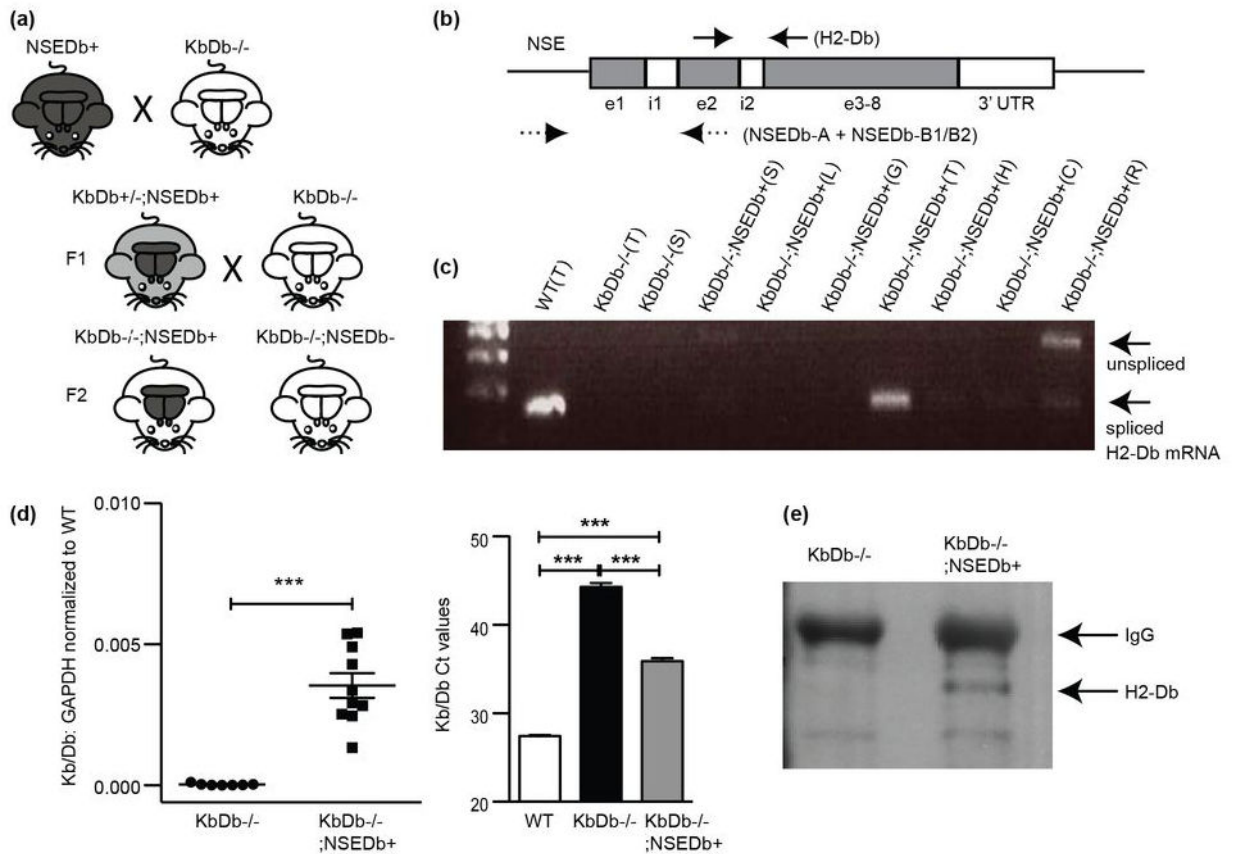 (a)
NSEDb+
KbDb-/-
X
KbDb+/-;NSEDb+
KbDb-/-
F1
X
KbDb-/-;NSEDb+
KbDb-/-;NSEDb-
F2
(b)
NSE
(H2-Db)
e1
i1
e2
i2
e3-8
3' UTR
(NSEDb-A + NSEDb-B1/B2)
(c)
WT(T)
KbDb-/-(T)
KbDb-/-(S)
KbDb-/-;NSEDb+(S)
KbDb-/-;NSEDb+(L)
KbDb-/-;NSEDb+(G)
KbDb-/-;NSEDb+(T)
KbDb-/-;NSEDb+(H)
KbDb-/-;NSEDb+(C)
KbDb-/-;NSEDb+(R)
unspliced
spliced
H2-Db mRNA
(d)
Kb/Db: GAPDH normalized to WT
0.010
0.005
0.000
***
KbDb-/-
KbDb-/-
;NSEDb+
Kb/Db Ct values
50
40
30
20
***
***
***
WT
KbDb-/-
KbDb-/-
;NSEDb+
(e)
KbDb-/-
KbDb-/-
;NSEDb+
IgG
H2-Db